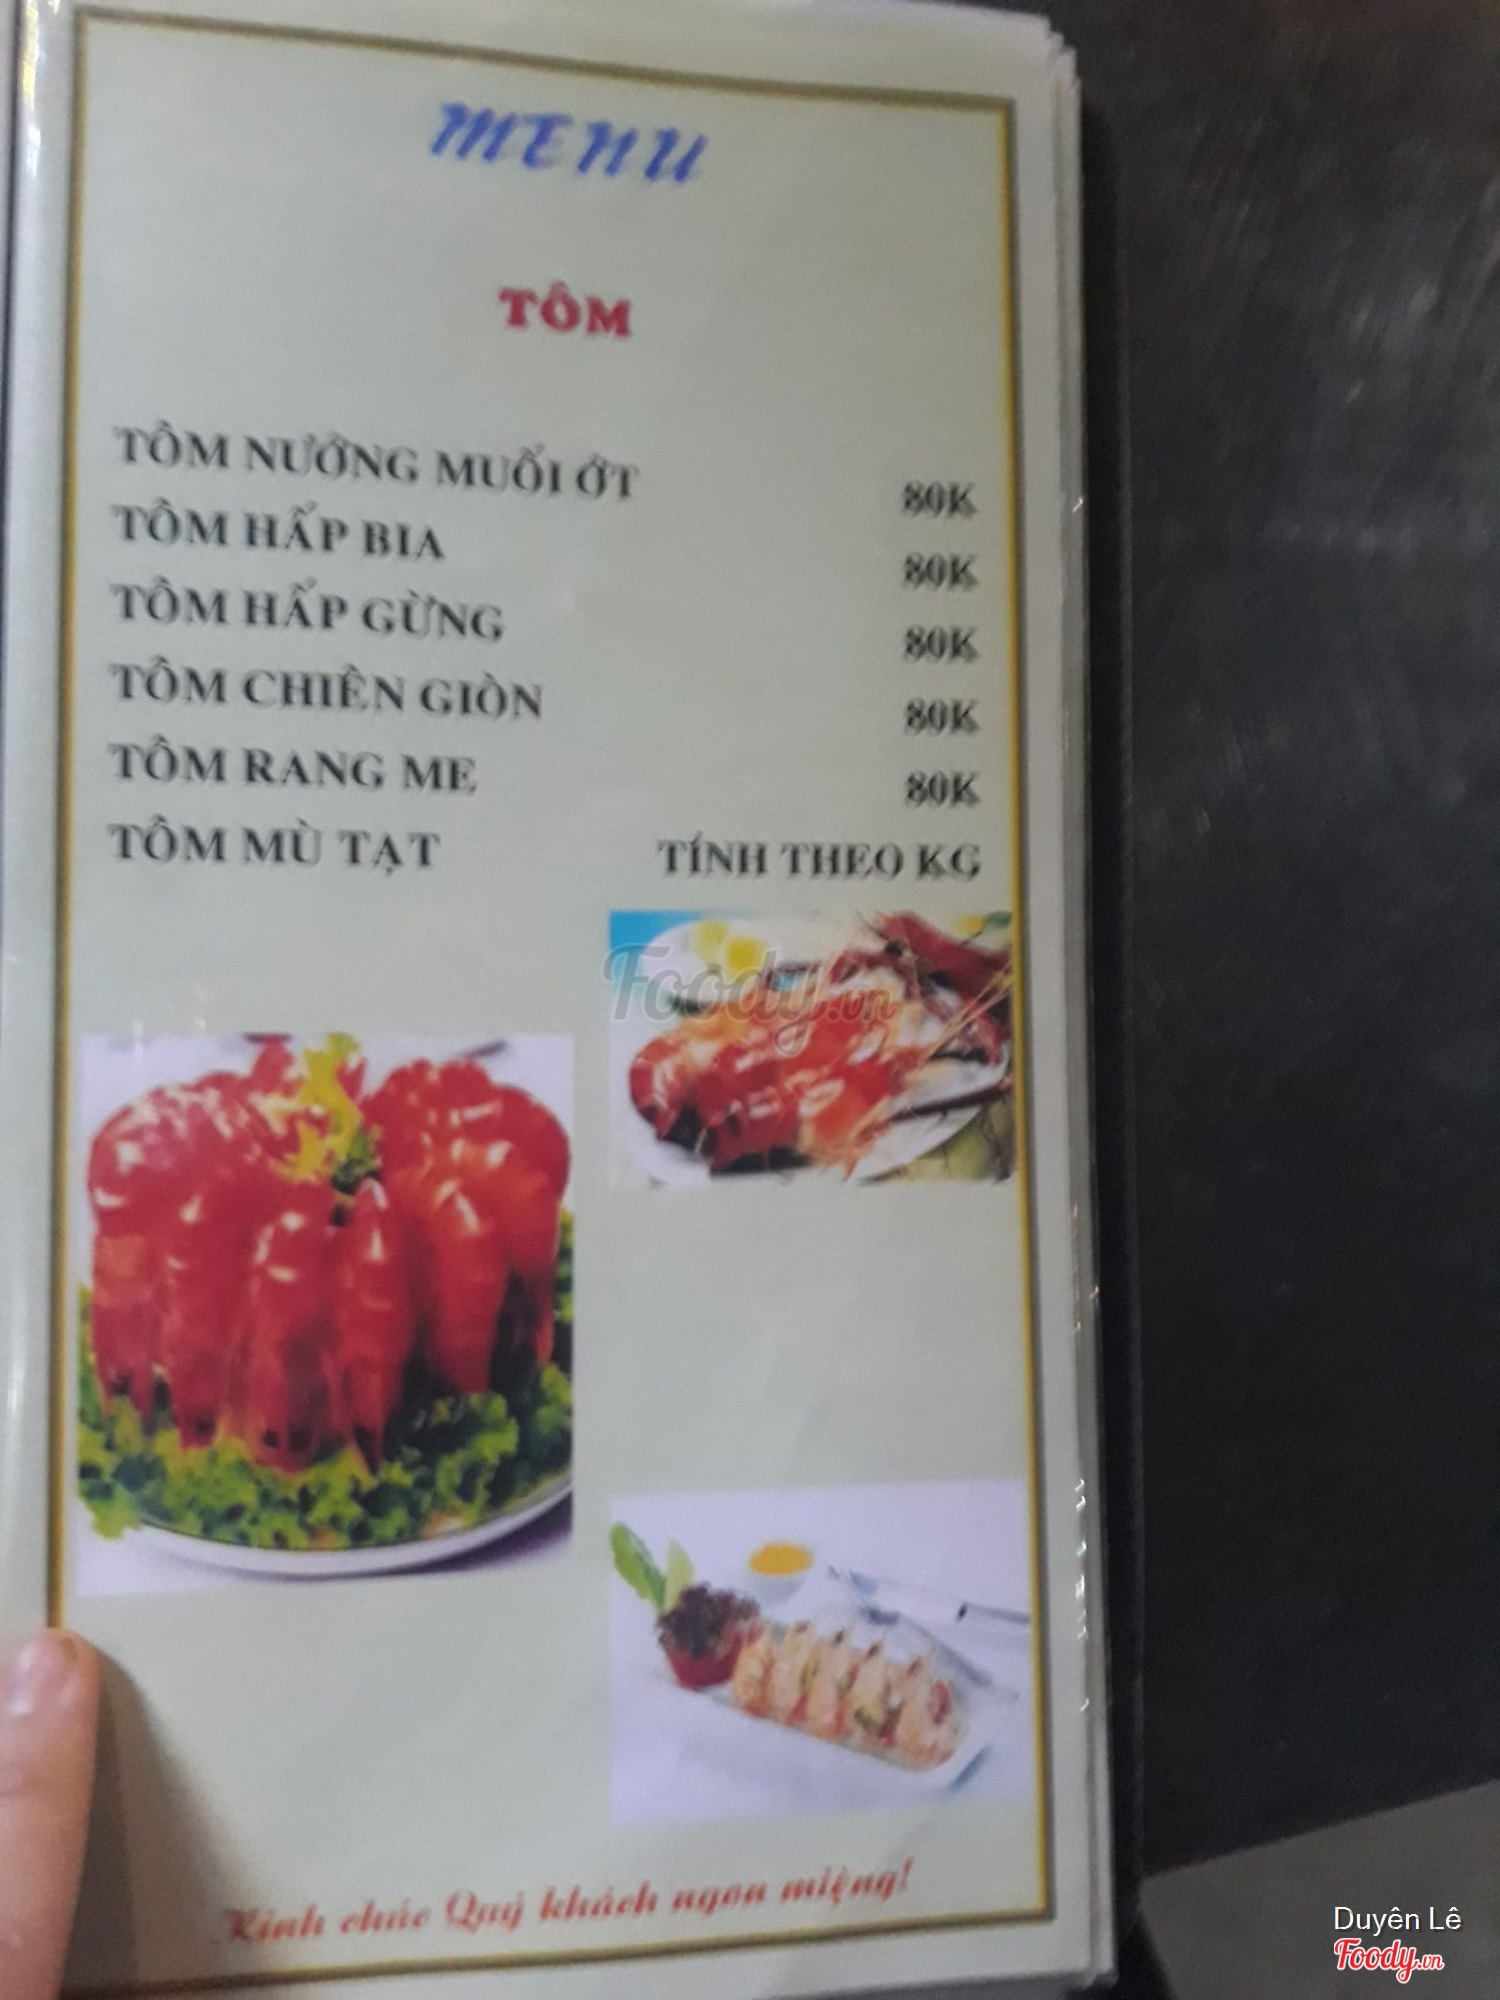 MENU
TÔM
TÔM NƯỚNG MUỐI ỚT 80K
TÔM HẤP BIA 80K
TÔM HẤP GỪNG 80K
TÔM CHIÊN GIÒN 80K
TÔM RANG ME 80K
TÔM MÙ TẠT TÍNH THEO KG
Foody.vn
Kính chúc Quý khách ngon miệng!
Duyên Lê
Foody.vn